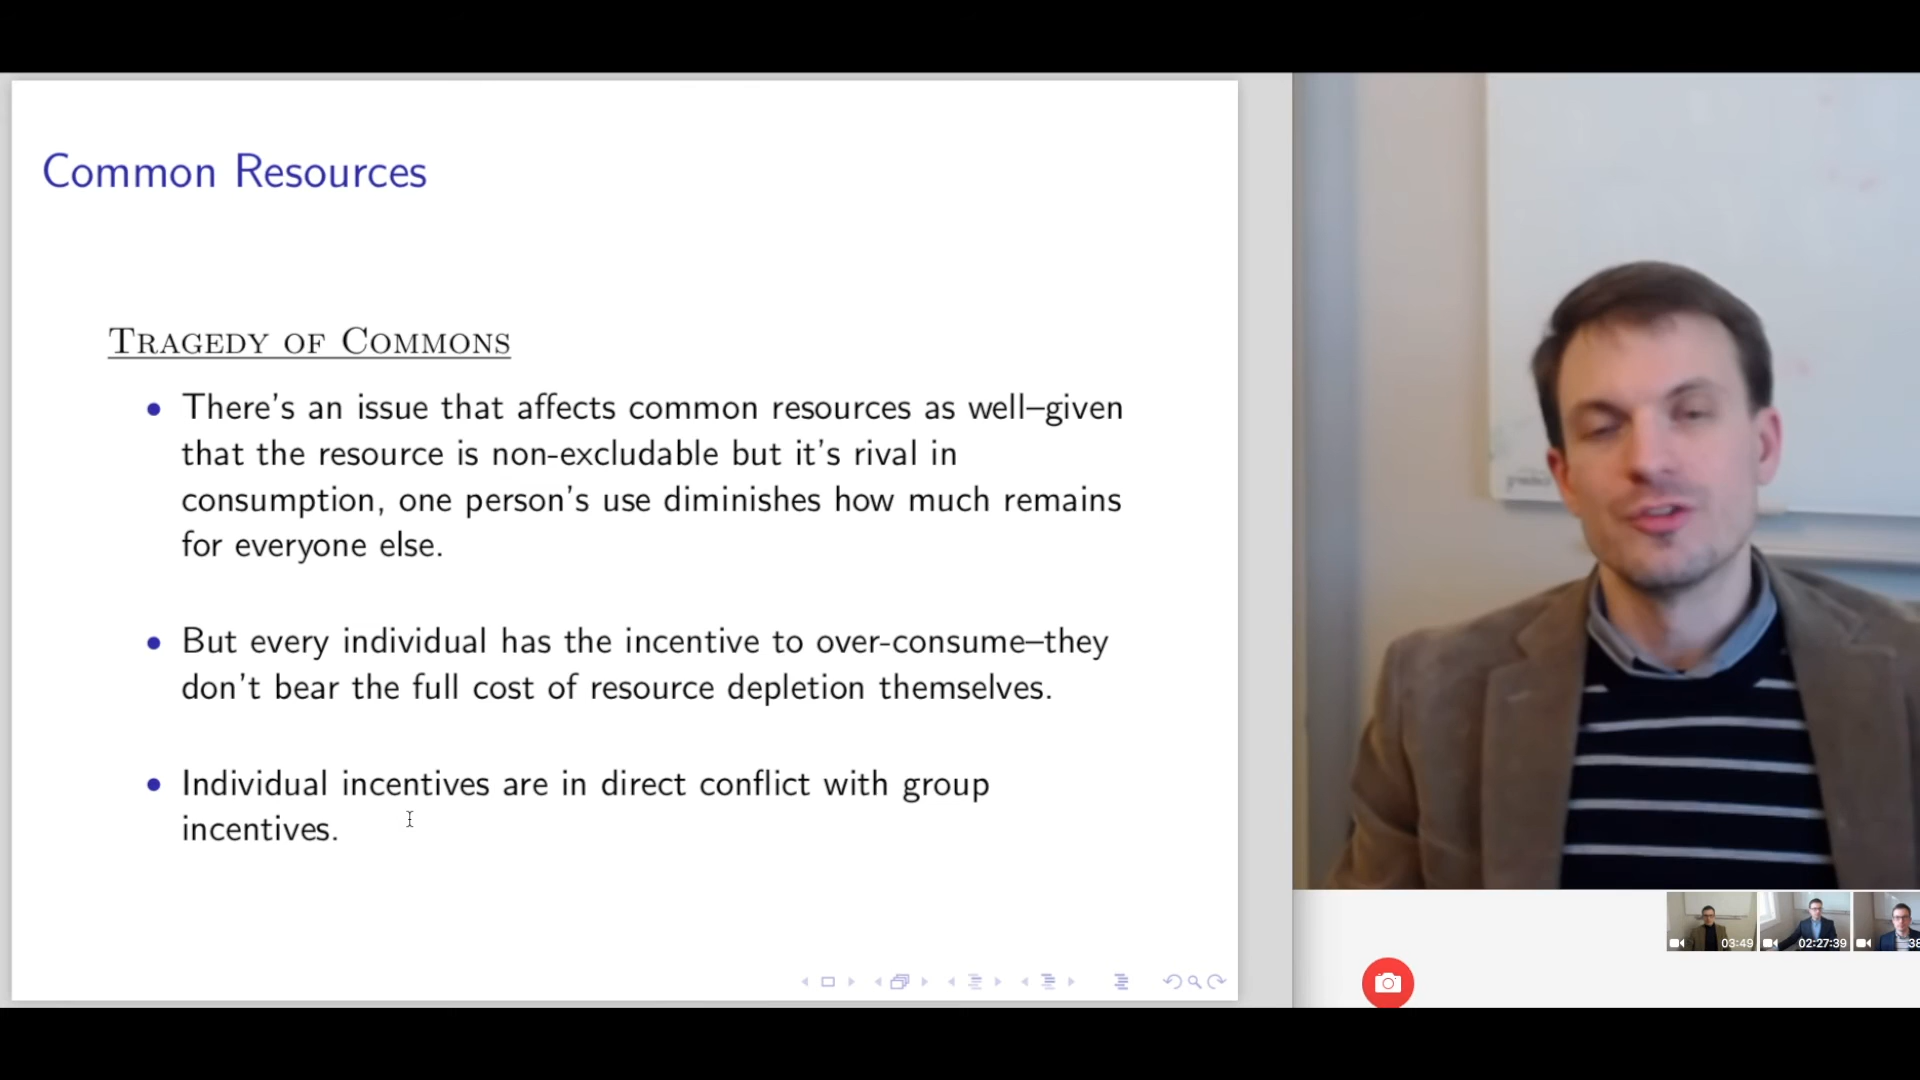 Common Resources
TRAGEDY OF COMMONS
• There's an issue that affects common resources as well–given
that the resource is non-excludable but it's rival in
consumption, one person's use diminishes how much remains
for everyone else.
• But every individual has the incentive to over-consume–they
don't bear the full cost of resource depletion themselves.
• Individual incentives are in direct conflict with group
incentives.
03:49
02:27:39
38